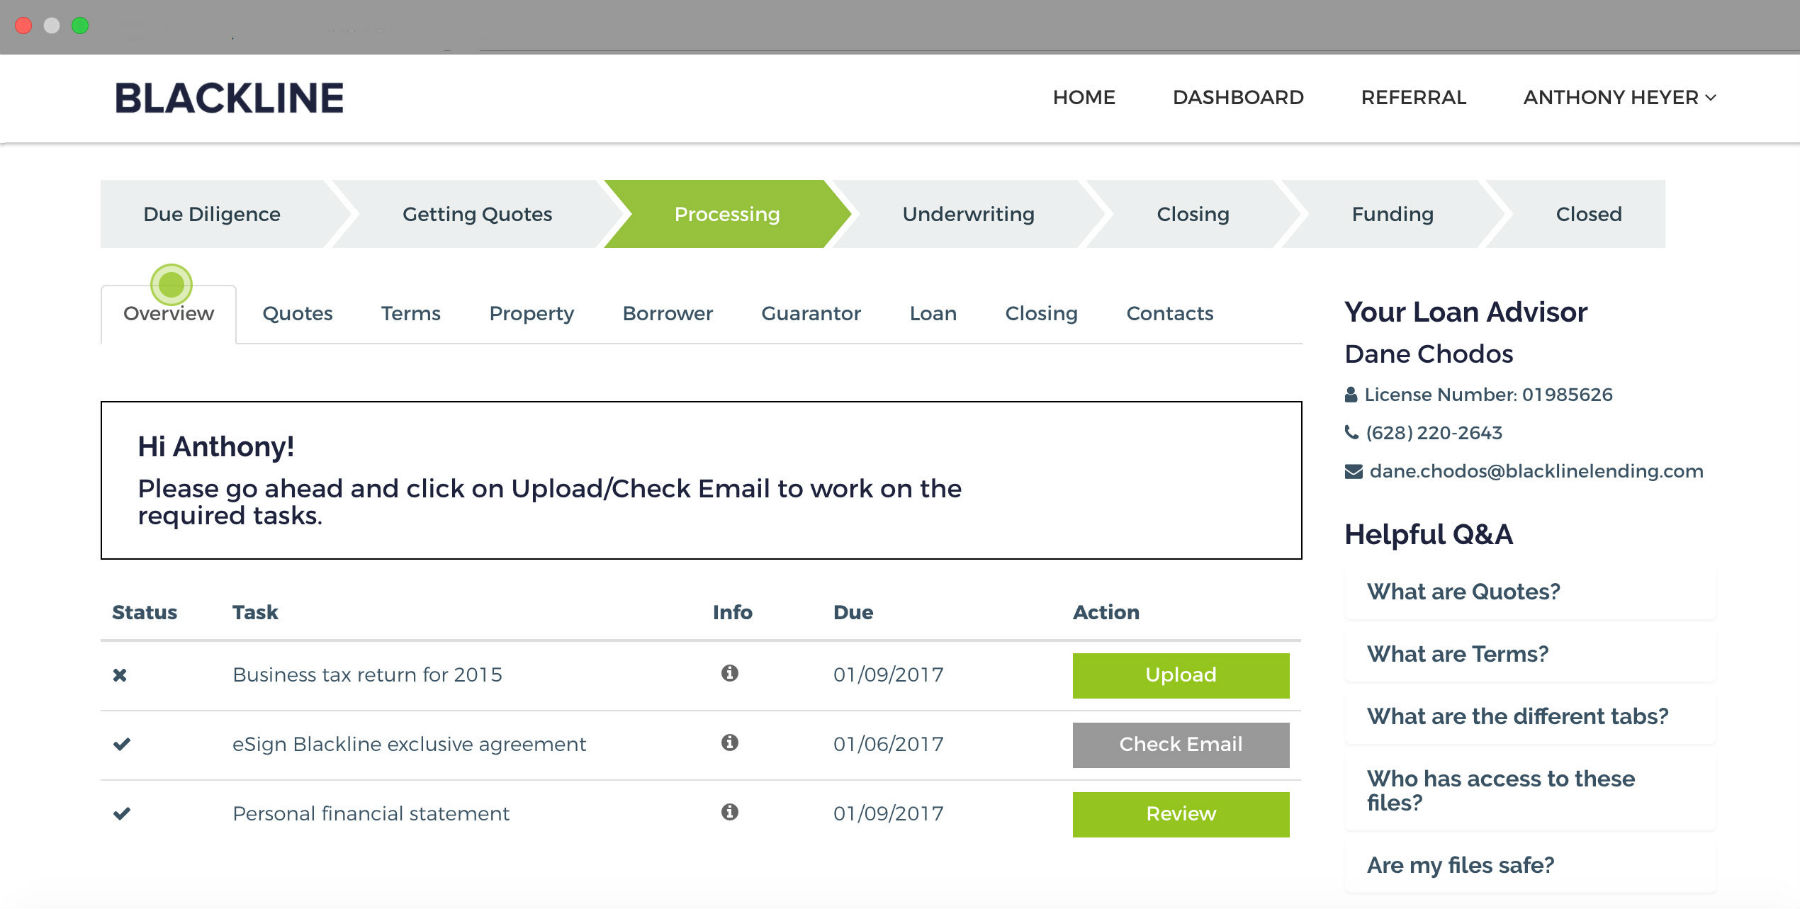 BLACKLINE
HOME DASHBOARD REFERRAL ANTHONY HEYER
Due Diligence Getting Quotes Processing Underwriting Closing Funding Closed
Overview Quotes Terms Property Borrower Guarantor Loan Closing Contacts
Hi Anthony!
Please go ahead and click on Upload/Check Email to work on the
required tasks.
Status Task Info Due Action
Business tax return for 2015 01/09/2017 Upload
eSign Blackline exclusive agreement 01/06/2017 Check Email
Personal financial statement 01/09/2017 Review
Your Loan Advisor
Dane Chodos
License Number: 01985626
(628) 220-2643
dane.chodos@blacklinelending.com
Helpful Q&A
What are Quotes?
What are Terms?
What are the different tabs?
Who has access to these
files?
Are my files safe?